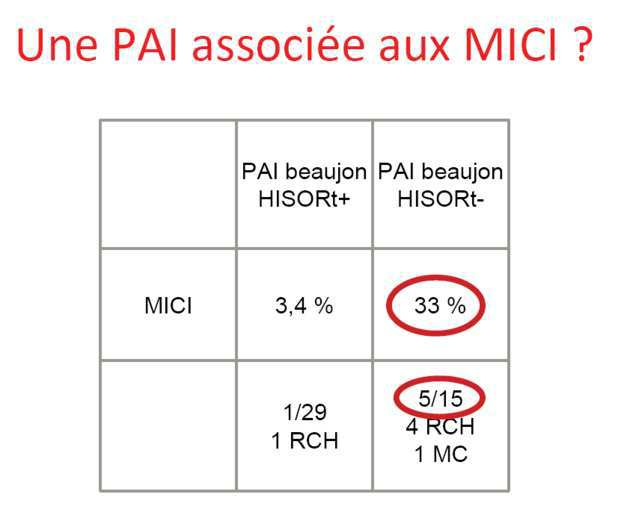 Une PAI associée aux MICI ?
PAI beaujon PAI beaujon
HISORt+ HISORt-
MICI 3,4 % 33 %
1/29 5/15
1 RCH 4 RCH
1 MC